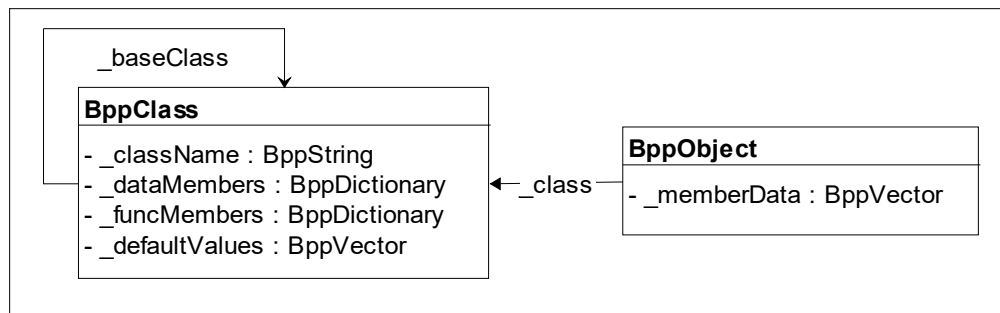 _baseClass
BppClass
- _className : BppString
- _dataMembers : BppDictionary
- _funcMembers : BppDictionary
- _defaultValues : BppVector
_class
BppObject
- _memberData : BppVector